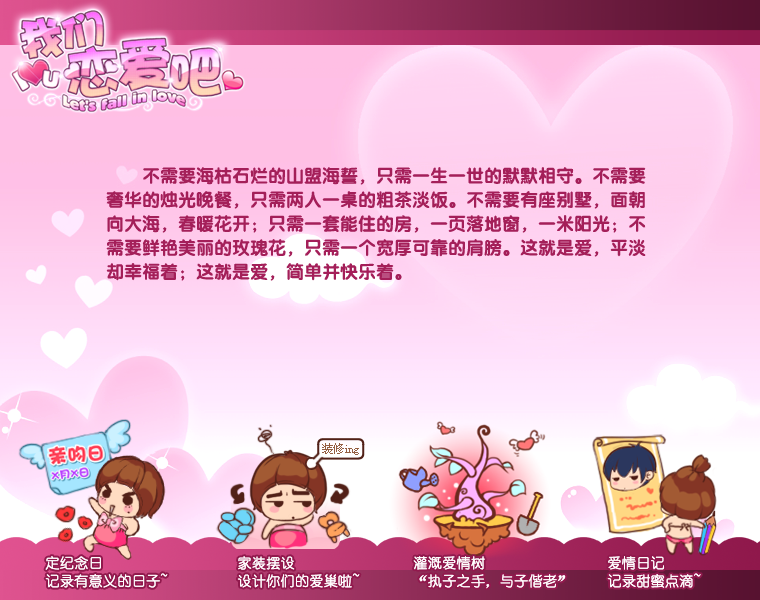 我们
恋爱吧
I U
Let's fall in love
不需要海枯石烂的山盟海誓，只需一生一世的默默相守。不需要
奢华的烛光晚餐，只需两人一桌的粗茶淡饭。不需要有座别墅，面朝
向大海，春暖花开；只需一套能住的房，一页落地窗，一米阳光；不
需要鲜艳美丽的玫瑰花，只需一个宽厚可靠的肩膀。这就是爱，平淡
却幸福着；这就是爱，简单并快乐着。
亲吻日
X月X日
装修ing
定纪念日
记录有意义的日子~
家装摆设
设计你们的爱巢啦~
灌溉爱情树
“执子之手，与子偕老”
爱情日记
记录甜蜜点滴~